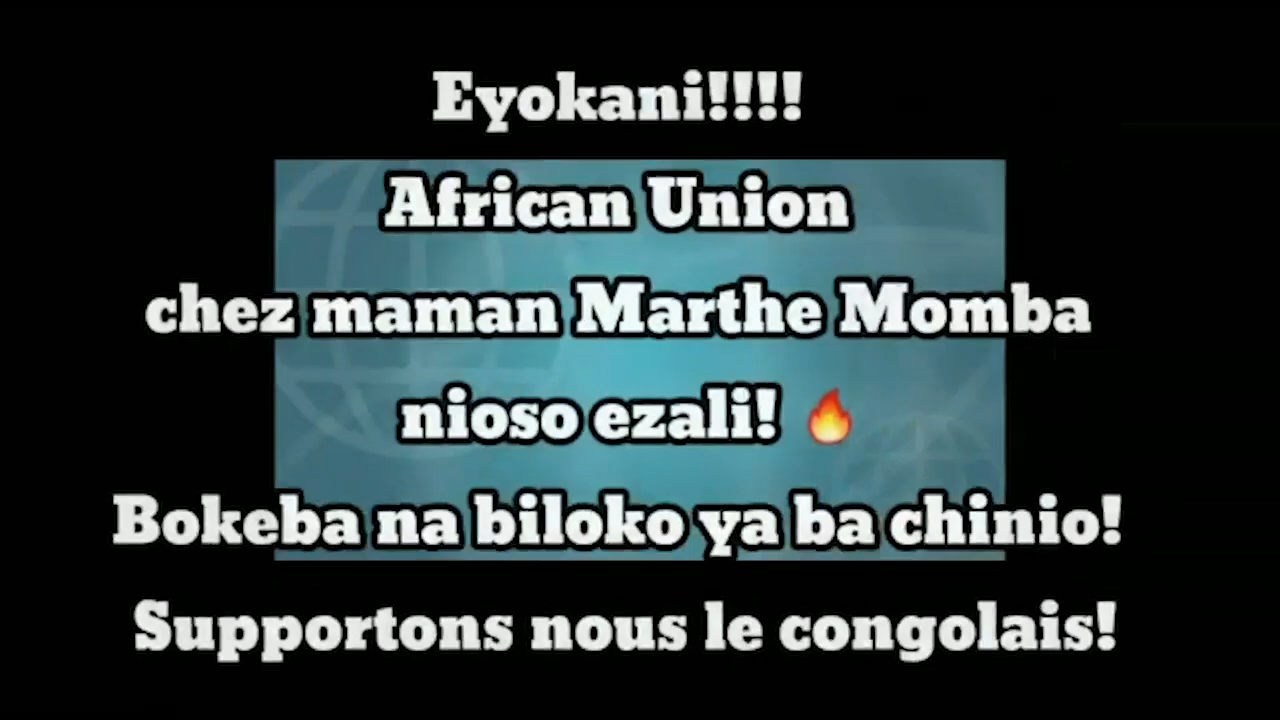 Eyokani!!!!
African Union
chez maman Marthe Momba
nioso ezali! 🔥
Bokeba na biloko ya ba chinio!
Supportons nous le congolais!